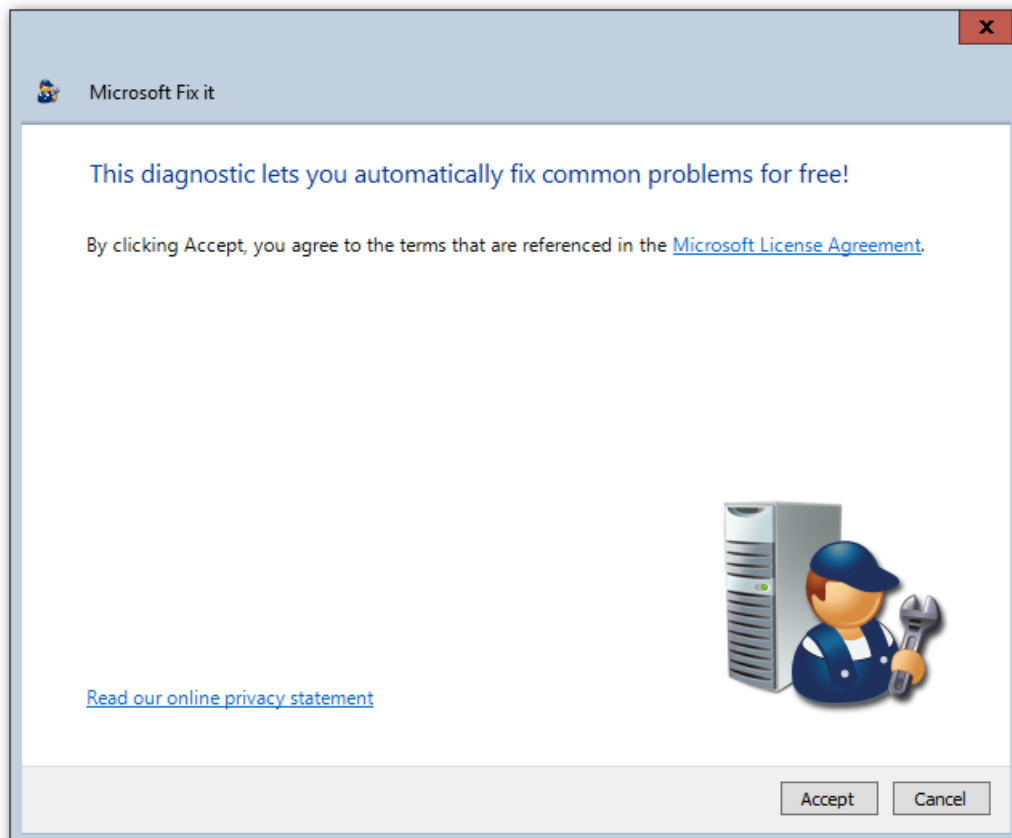 X
Microsoft Fix it
This diagnostic lets you automatically fix common problems for free!
By clicking Accept, you agree to the terms that are referenced in the Microsoft License Agreement.
Read our online privacy statement
Accept Cancel